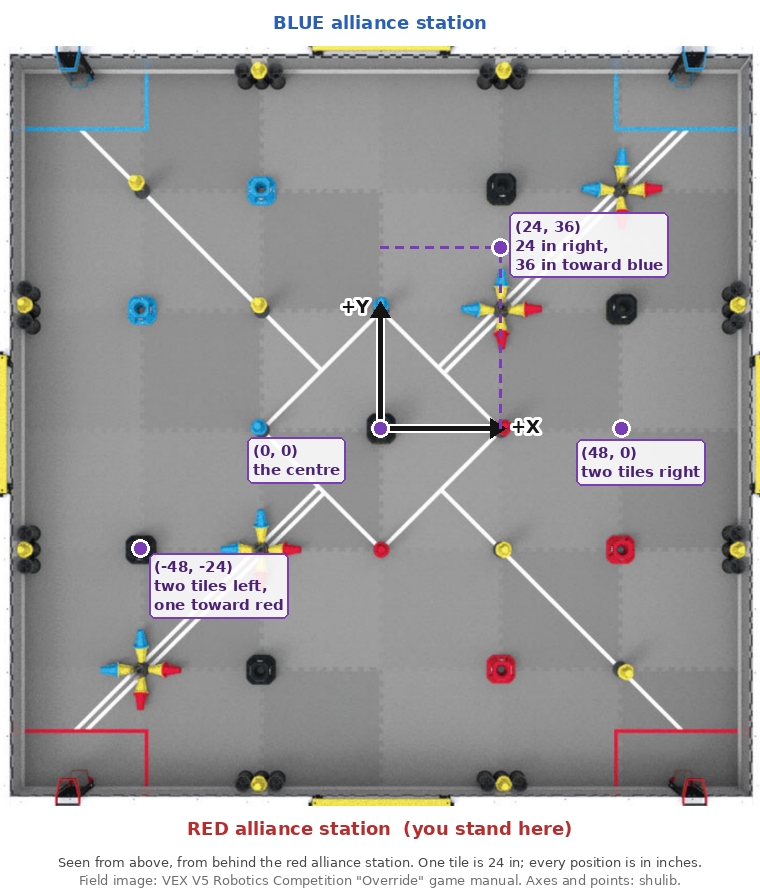 BLUE alliance station
(24, 36)
24 in right,
36 in toward blue
+Y
+X
(0, 0)
the centre
(48, 0)
two tiles right
(-48, -24)
two tiles left,
one toward red
RED alliance station (you stand here)
Seen from above, from behind the red alliance station. One tile is 24 in; every position is in inches.
Field image: VEX V5 Robotics Competition "Override" game manual. Axes and points: shulib.